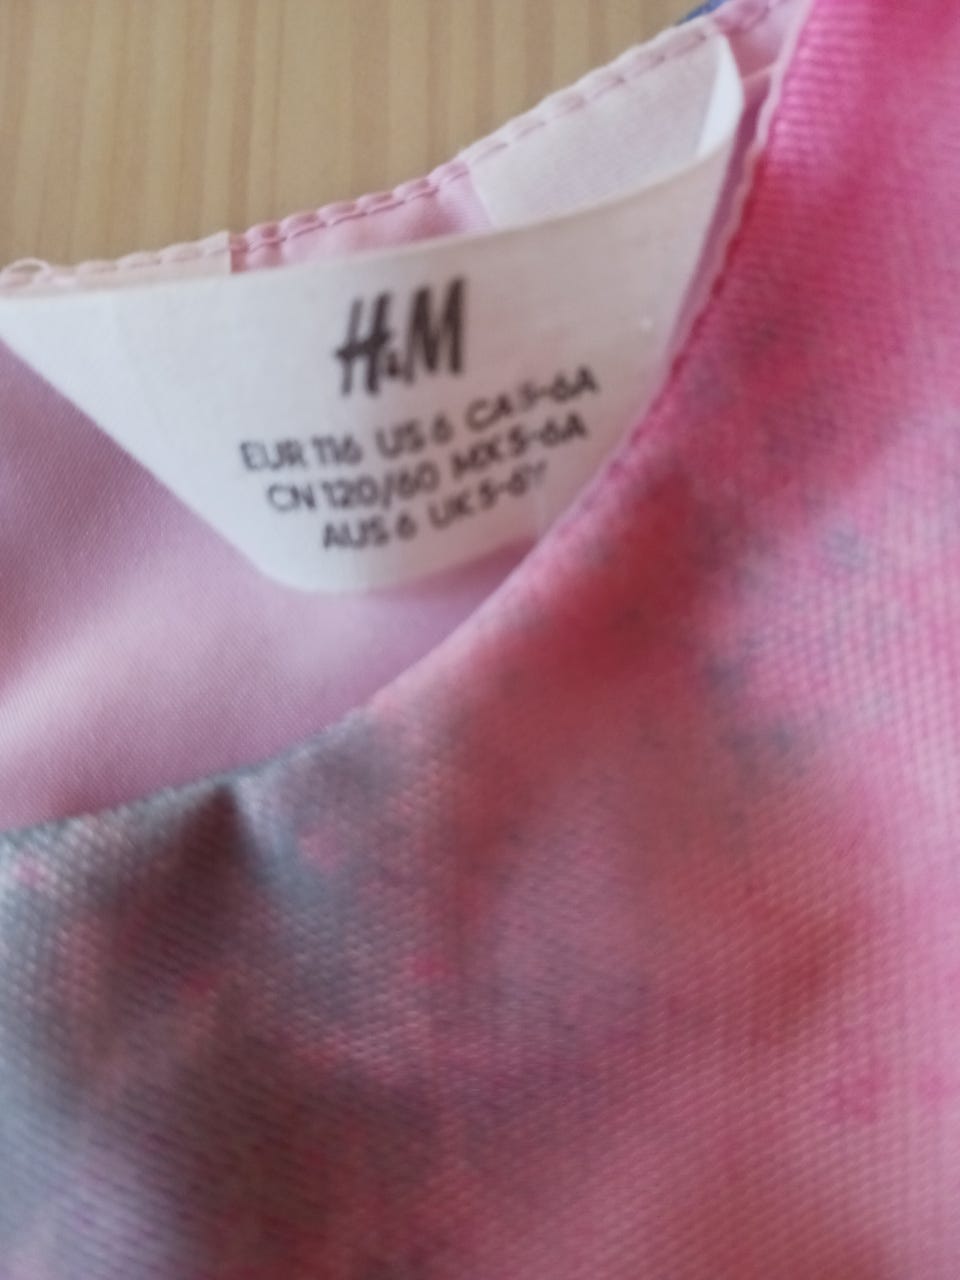 H&M
EUR 116 US 6 CA 5-6A
CN 120/60 MX 5-6A
AUS 6 UK 5-6Y